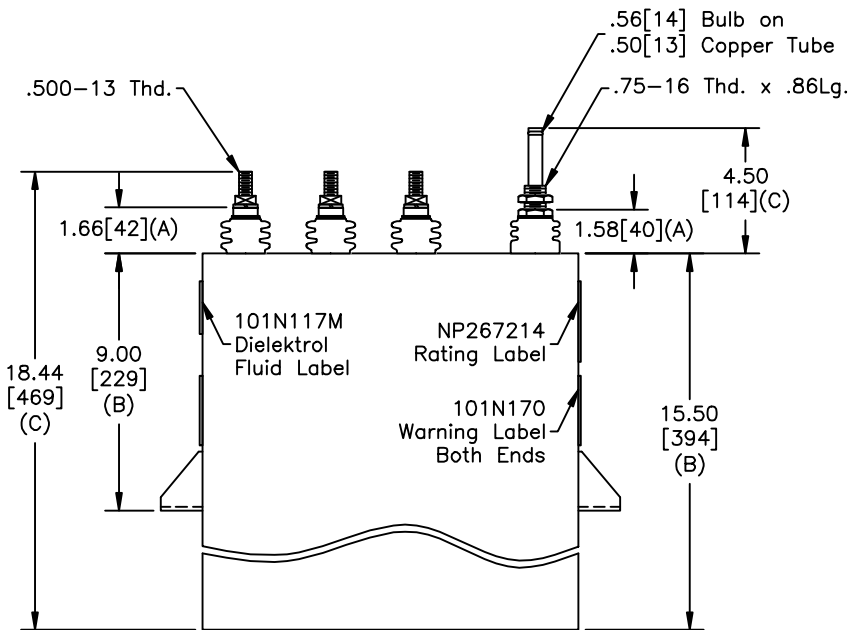 .56[14] Bulb on
.50[13] Copper Tube
.500-13 Thd.
.75-16 Thd. x .86Lg.
4.50
[114](C)
1.66[42](A)
1.58[40](A)
101N117M
Dielektrol
Fluid Label
NP267214
Rating Label
9.00
[229]
(B)
18.44
[469]
(C)
101N170
Warning Label
Both Ends
15.50
[394]
(B)